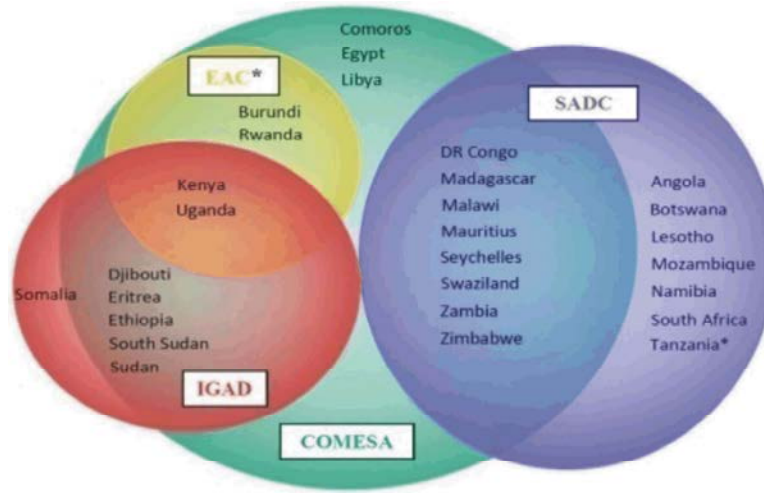 Comoros
Egypt
Libya
EAC*
Burundi
Rwanda
Kenya
Uganda
Somalia
Djibouti
Eritrea
Ethiopia
South Sudan
Sudan
IGAD
COMESA
SADC
DR Congo
Madagascar
Malawi
Mauritius
Seychelles
Swaziland
Zambia
Zimbabwe
Angola
Botswana
Lesotho
Mozambique
Namibia
South Africa
Tanzania*